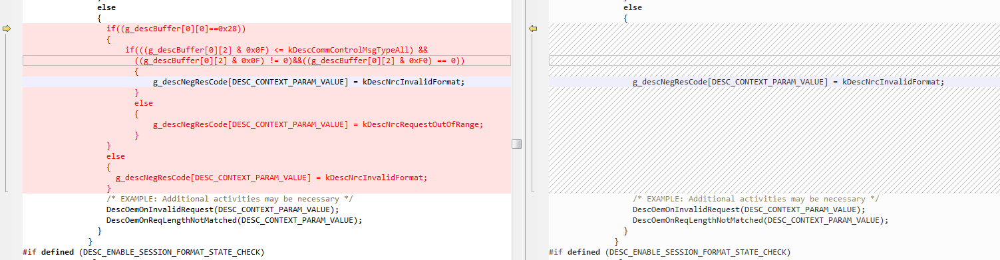 else
{
if((g_descBuffer[0][0]==0x28))
{
if(((g_descBuffer[0][2] & 0x0F) <= kDescCommControlMsgTypeAll) &&
((g_descBuffer[0][2] & 0x0F) != 0)&&((g_descBuffer[0][2] & 0xF0) == 0))
{
g_descNegResCode[DESC_CONTEXT_PARAM_VALUE] = kDescNrcInvalidFormat;
}
else
{
g_descNegResCode[DESC_CONTEXT_PARAM_VALUE] = kDescNrcRequestOutOfRange;
}
}
else
{
g_descNegResCode[DESC_CONTEXT_PARAM_VALUE] = kDescNrcInvalidFormat;
}
/* EXAMPLE: Additional activities may be necessary */
DescOemOnInvalidRequest(DESC_CONTEXT_PARAM_VALUE);
DescOemOnReqLengthNotMatched(DESC_CONTEXT_PARAM_VALUE);
}
}
#if defined (DESC_ENABLE_SESSION_FORMAT_STATE_CHECK)
else
{
g_descNegResCode[DESC_CONTEXT_PARAM_VALUE] = kDescNrcInvalidFormat;
/* EXAMPLE: Additional activities may be necessary */
DescOemOnInvalidRequest(DESC_CONTEXT_PARAM_VALUE);
DescOemOnReqLengthNotMatched(DESC_CONTEXT_PARAM_VALUE);
}
}
#if defined (DESC_ENABLE_SESSION_FORMAT_STATE_CHECK)